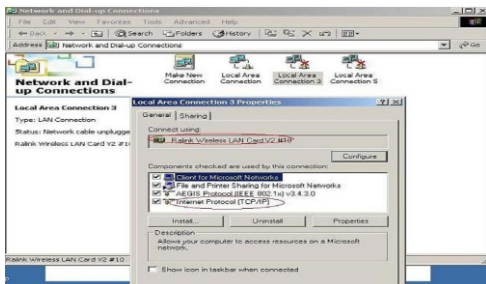 Network and Dial-up Connections
File Edit View Favorites Tools Advanced Help
Back Search Folders History
Address Network and Dial-up Connections Go
Network and Dial-up Connections
Make New Connection
Local Area Connection
Local Area Connection 3
Local Area Connection 5
Local Area Connection 3
Type: LAN Connection
Status: Network cable unplugge
Ralink Wireless LAN Card V2 #1
Local Area Connection 3 Properties
General Sharing
Connect using:
Ralink Wireless LAN Card V2 #10
Configure
Components checked are used by this connection:
Client for Microsoft Networks
File and Printer Sharing for Microsoft Networks
AEGIS Protocol (IEEE 802.1x) v3.4.3.0
Internet Protocol (TCP/IP)
Install... Uninstall Properties
Description
Allows your computer to access resources on a Microsoft
network.
Show icon in taskbar when connected
Ralink Wireless LAN Card V2 #10